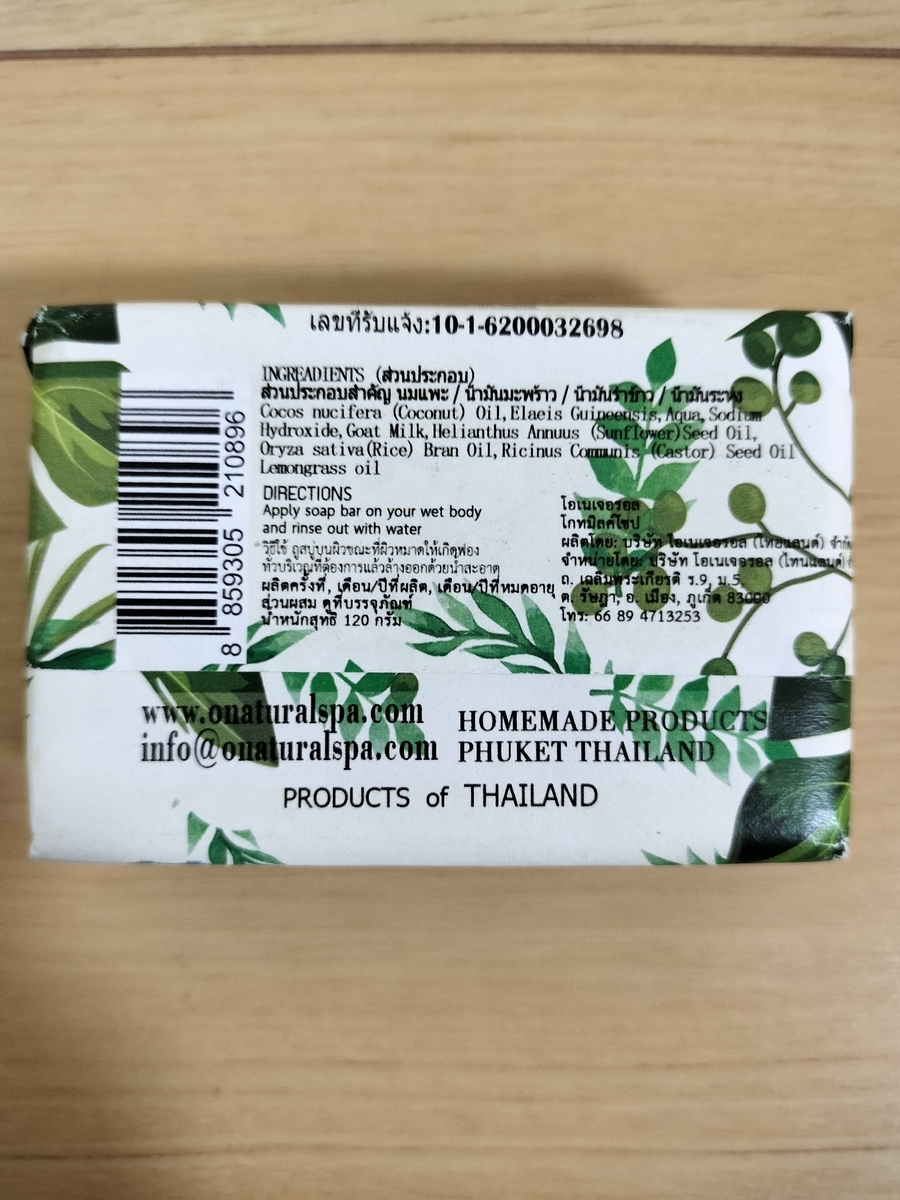 เลขที่รับแจ้ง:10-1-6200032698
INGREADIENTS (ส่วนประกอบ)
ส่วนประกอบสำคัญ นมแพะ / น้ำมันมะพร้าว / น้ำมันรำข้าว / น้ำมันระหุ่ง
Cocos nucifera (Coconut) Oil, Elaeis Guineensis, Aqua, Sodium
Hydroxide, Goat Milk, Helianthus Annuus (Sunflower)Seed Oil,
Oryza sativa(Rice) Bran Oil, Ricinus Communis (Castor) Seed Oil
Lemongrass oil
DIRECTIONS
Apply soap bar on your wet body
and rinse out with water
วิธีใช้ ถูสบู่บนผิวขณะที่ผิวหมาดให้เกิดฟอง
ทั่วบริเวณที่ต้องการแล้วล้างออกด้วยน้ำสะอาด
ผลิตครั้งที่, เดือน/ปีที่ผลิต, เดือน/ปีที่หมดอายุ
ส่วนผสม ดูที่บรรจุภัณฑ์
น้ำหนักสุทธิ 120 กรัม
โอเนเจอรอล
โกทมิลค์โซป
ผลิตโดย: บริษัท โอเนเจอรอล (ไทยแลนด์) จำกัด
จำหน่ายโดย: บริษัท โอเนเจอรอล (ไทยแลนด์)
ถ. เฉลิมพระเกียรติ ร.9, ม.5
ต. รัษฎา, อ. เมือง, ภูเก็ต 83000
โทร: 66 89 4713253
8 859305 210896
www.onaturalspa.com
info@onaturalspa.com
HOMEMADE PRODUCTS
PHUKET THAILAND
PRODUCTS of THAILAND